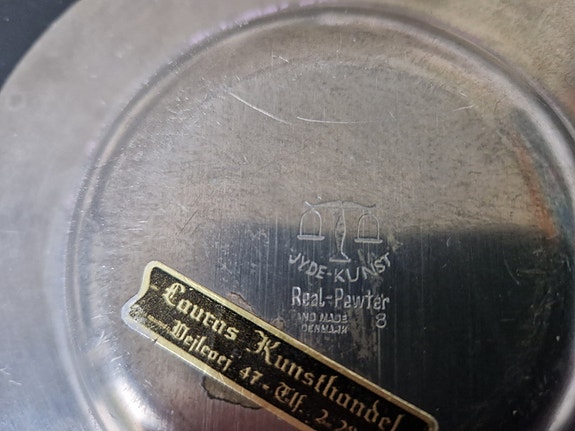 JYDE-KUNST
Real-Pewter
AND MADE
DENMARK 8
Lauras Kunsthandel
Vejlevej 47 - Tlf.